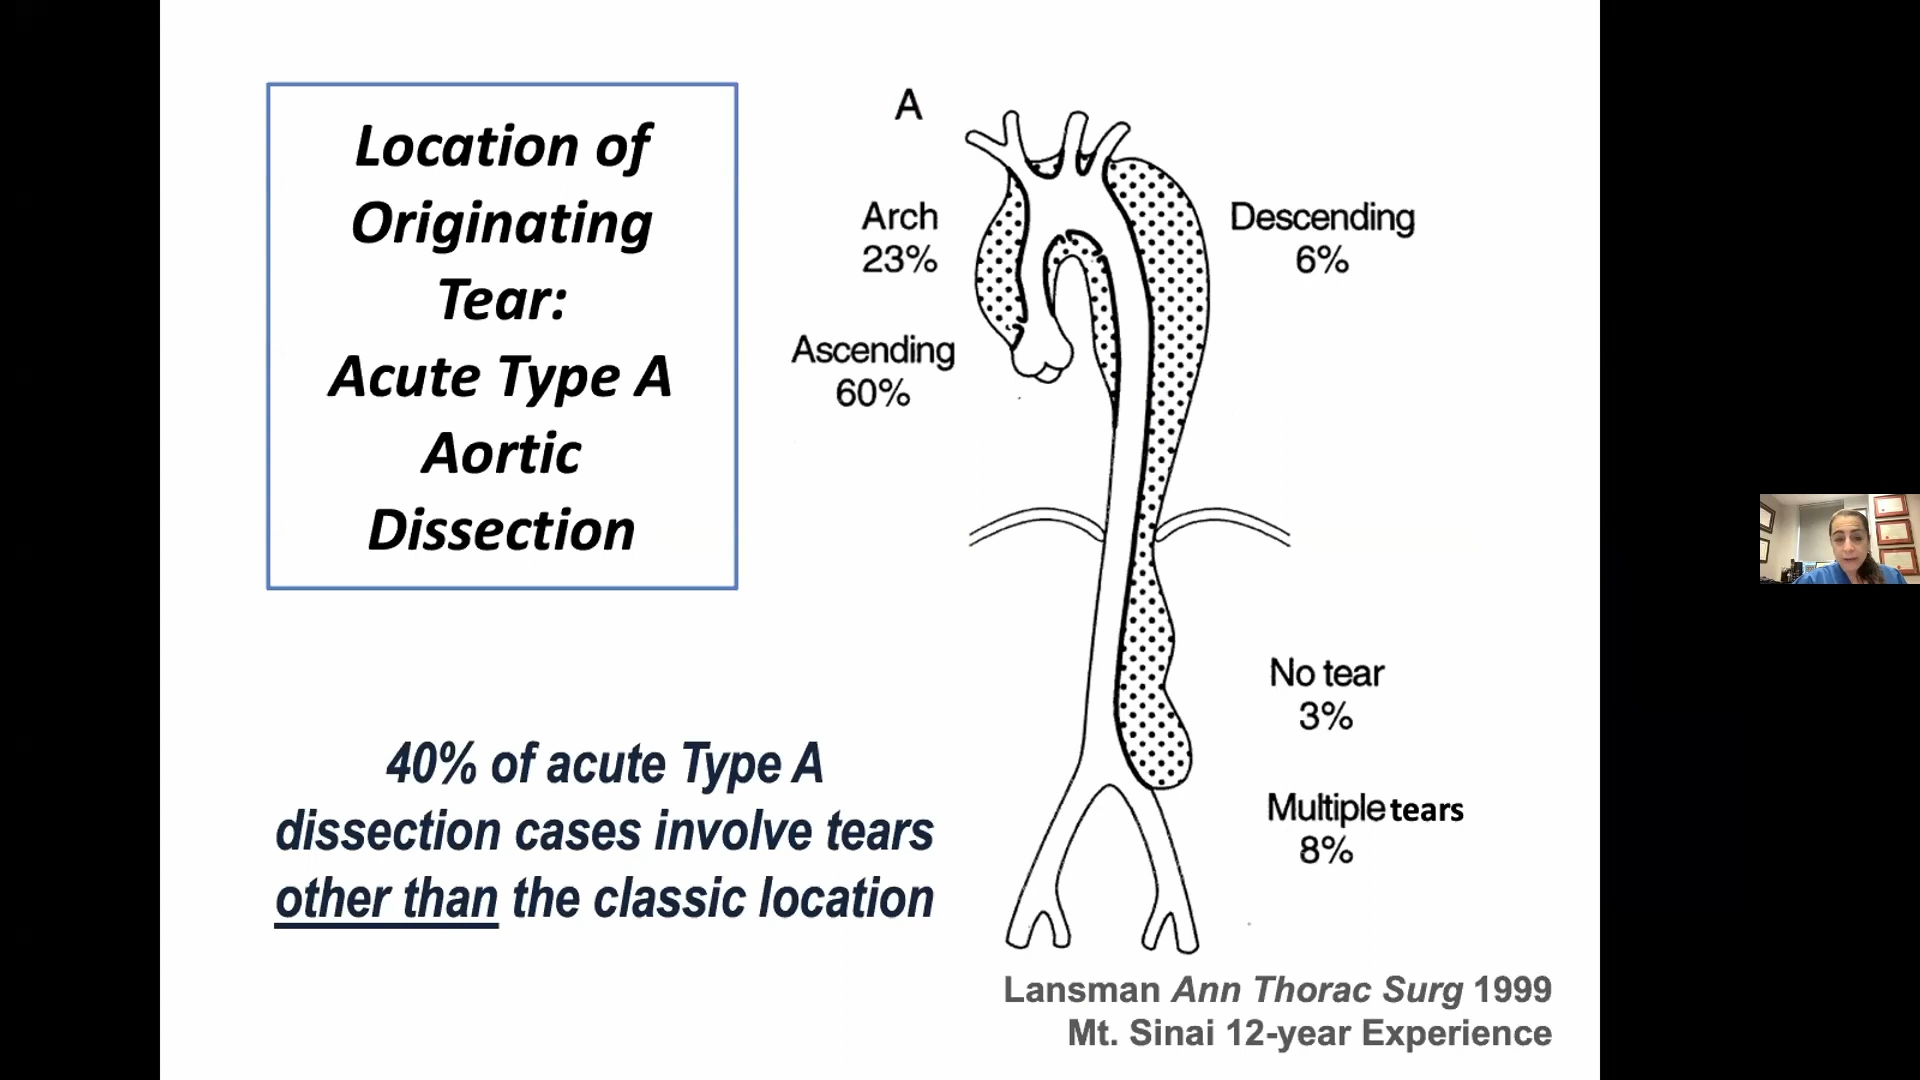 Location of
Originating
Tear:
Acute Type A
Aortic
Dissection
40% of acute Type A
dissection cases involve tears
other than the classic location
A
Arch
23%
Descending
6%
Ascending
60%
No tear
3%
Multiple tears
8%
Lansman Ann Thorac Surg 1999
Mt. Sinai 12-year Experience